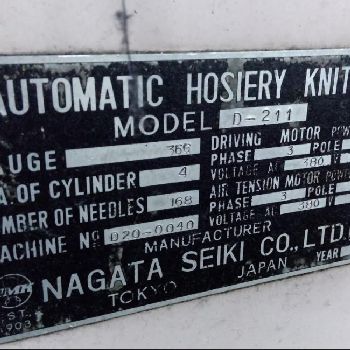 AUTOMATIC HOSIERY KNIT
MODEL D-211
UGE 366 DRIVING MOTOR POW
PHASE 3 POLE
A. OF CYLINDER 4 VOLTAGE AC 380 V
AIR TENSION MOTOR POWE
MBER OF NEEDLES 168 PHASE 3 POLE
VOLTAGE AC 380 V
ACHINE NO D20-0040
MANUFACTURER
NAGATA SEIKI CO., LTD.
TOKYO JAPAN YEAR
EST.